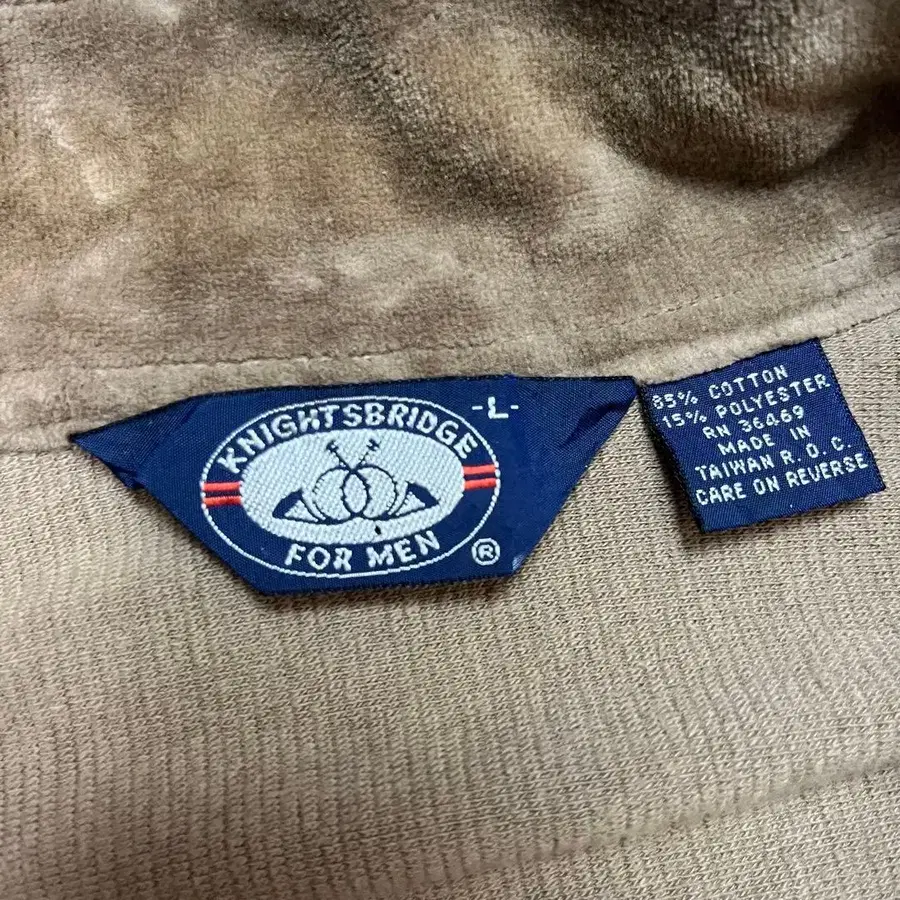 -L-
KNIGHTSBRIDGE
FOR MEN
®
85% COTTON
15% POLYESTER
RN 36469
MADE IN
TAIWAN R.O.C.
CARE ON REVERSE